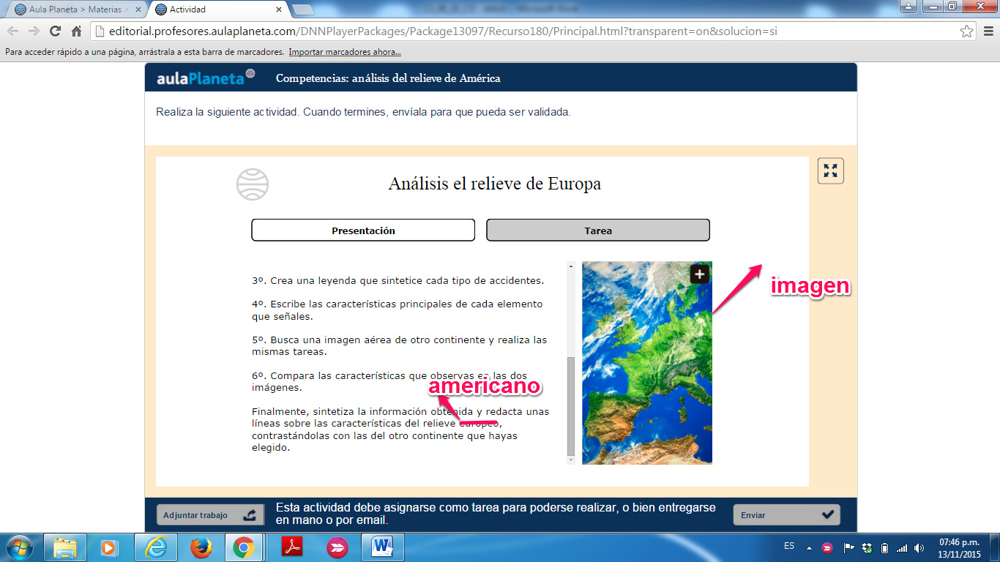 Aula Planeta > Materias >
Actividad
editorial.profesores.aulaplaneta.com/DNNPlayerPackages/Package13097/Recurso180/Principal.html?transparent=on&solucion=si
Para acceder rápido a una página, arrástrala a esta barra de marcadores. Importar marcadores ahora...
aulaPlaneta
Competencias: análisis del relieve de América
Realiza la siguiente actividad. Cuando termines, envíala para que pueda ser validada.
Análisis el relieve de Europa
Presentación
Tarea
3º. Crea una leyenda que sintetice cada tipo de accidentes.
4º. Escribe las características principales de cada elemento
que señales.
5º. Busca una imagen aérea de otro continente y realiza las
mismas tareas.
6º. Compara las características que observas en las dos
imágenes.
americano
Finalmente, sintetiza la información obtenida y redacta unas
líneas sobre las características del relieve europeo,
contrastándolas con las del otro continente que hayas
elegido.
imagen
Adjuntar trabajo
Esta actividad debe asignarse como tarea para poderse realizar, o bien entregarse
en mano o por email.
Enviar
ES
07:46 p.m.
13/11/2015